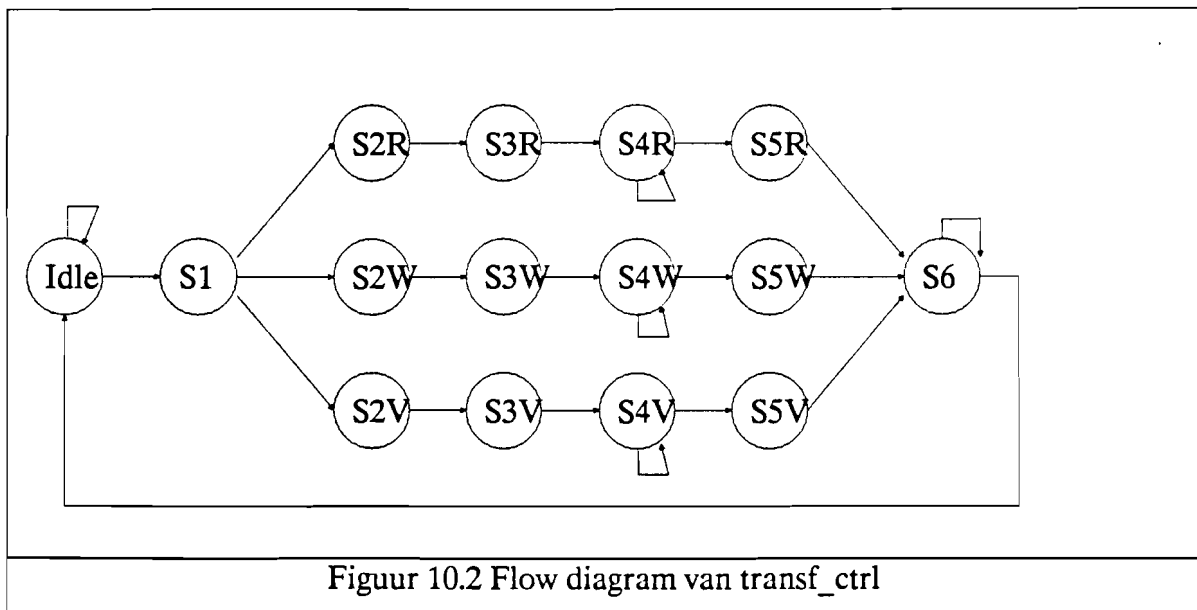 S2R S3R S4R S5R
Idle S1 S2W S3W S4W S5W S6
S2V S3V S4V S5V
Figuur 10.2 Flow diagram van transf_ctrl